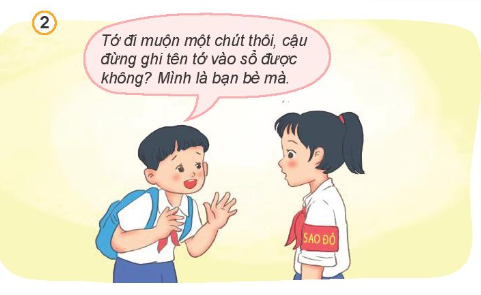 2
Tớ đi muộn một chút thôi, cậu
đừng ghi tên tớ vào sổ được
không? Mình là bạn bè mà.
SAO ĐỎ